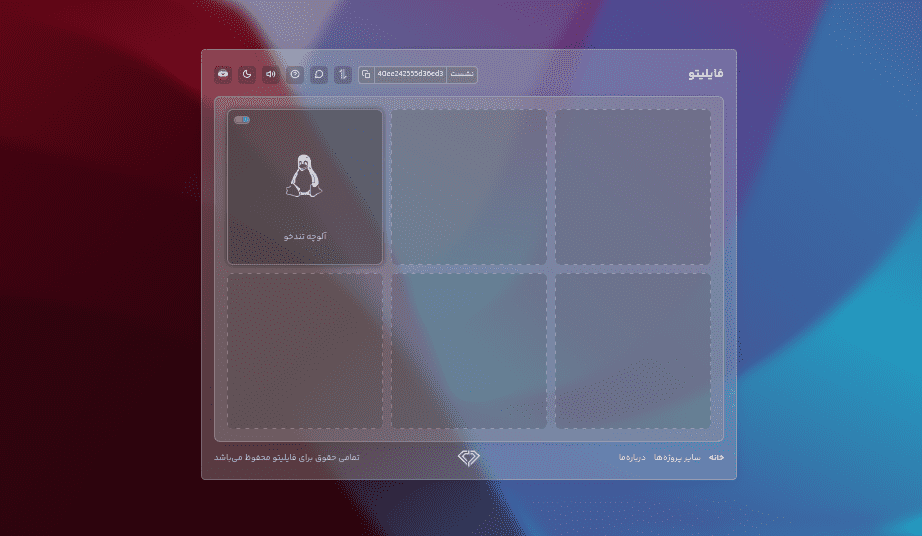 فایلیتو
نشست 40ee242555d36ed3
آلوچه تندخو
خانه سایر پروژه‌ها درباره‌ما
تمامی حقوق برای فایلیتو محفوظ می‌باشد